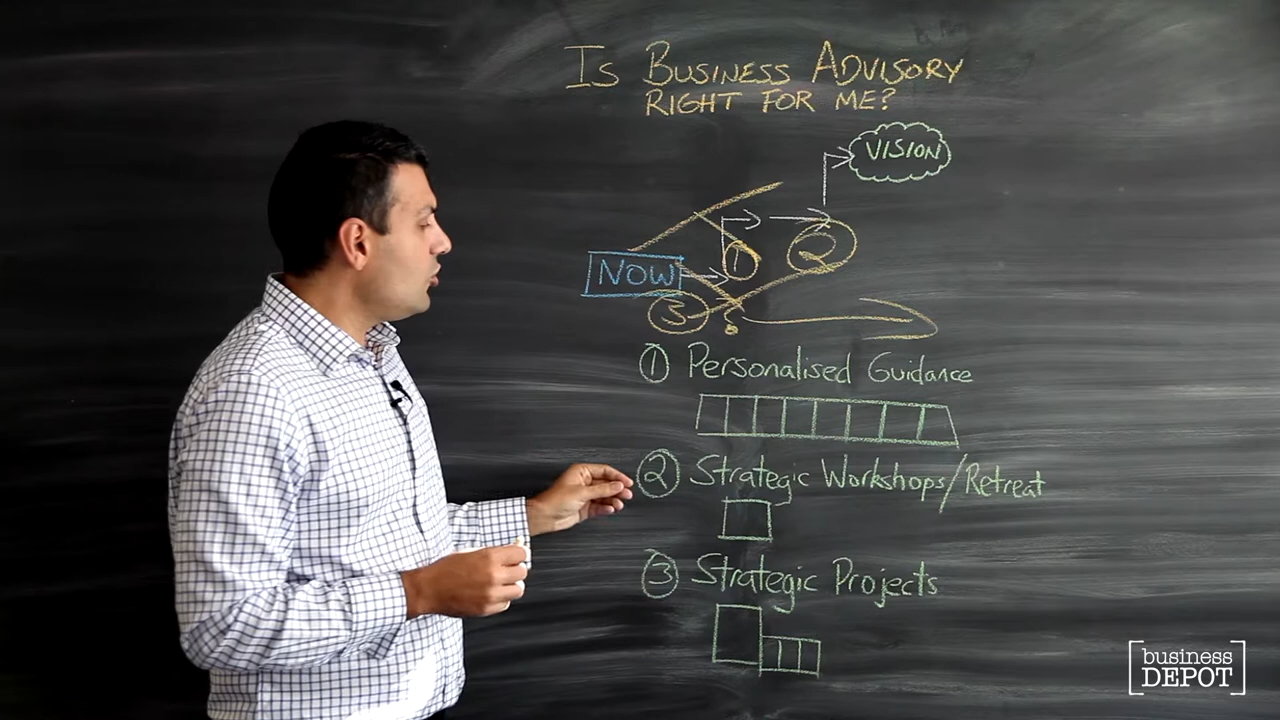 IS BUSINESS ADVISORY
RIGHT FOR ME?
VISION
NOW
1
2
3
?
1 Personalised Guidance
2 Strategic Workshops/Retreat
3 Strategic Projects
[business
DEPOT]